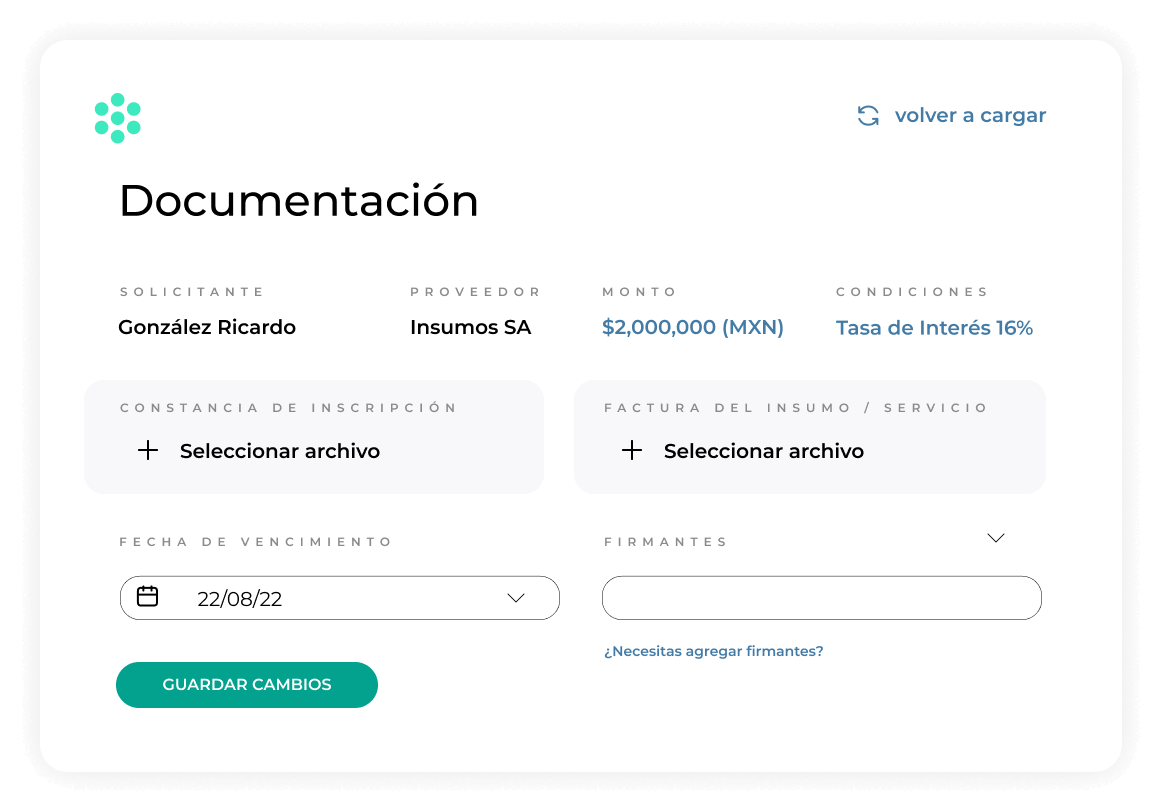 volver a cargar
Documentación
SOLICITANTE
PROVEEDOR
MONTO
CONDICIONES
González Ricardo
Insumos SA
$2,000,000 (MXN)
Tasa de Interés 16%
CONSTANCIA DE INSCRIPCIÓN
FACTURA DEL INSUMO / SERVICIO
Seleccionar archivo
Seleccionar archivo
FECHA DE VENCIMIENTO
FIRMANTES
22/08/22
¿Necesitas agregar firmantes?
GUARDAR CAMBIOS